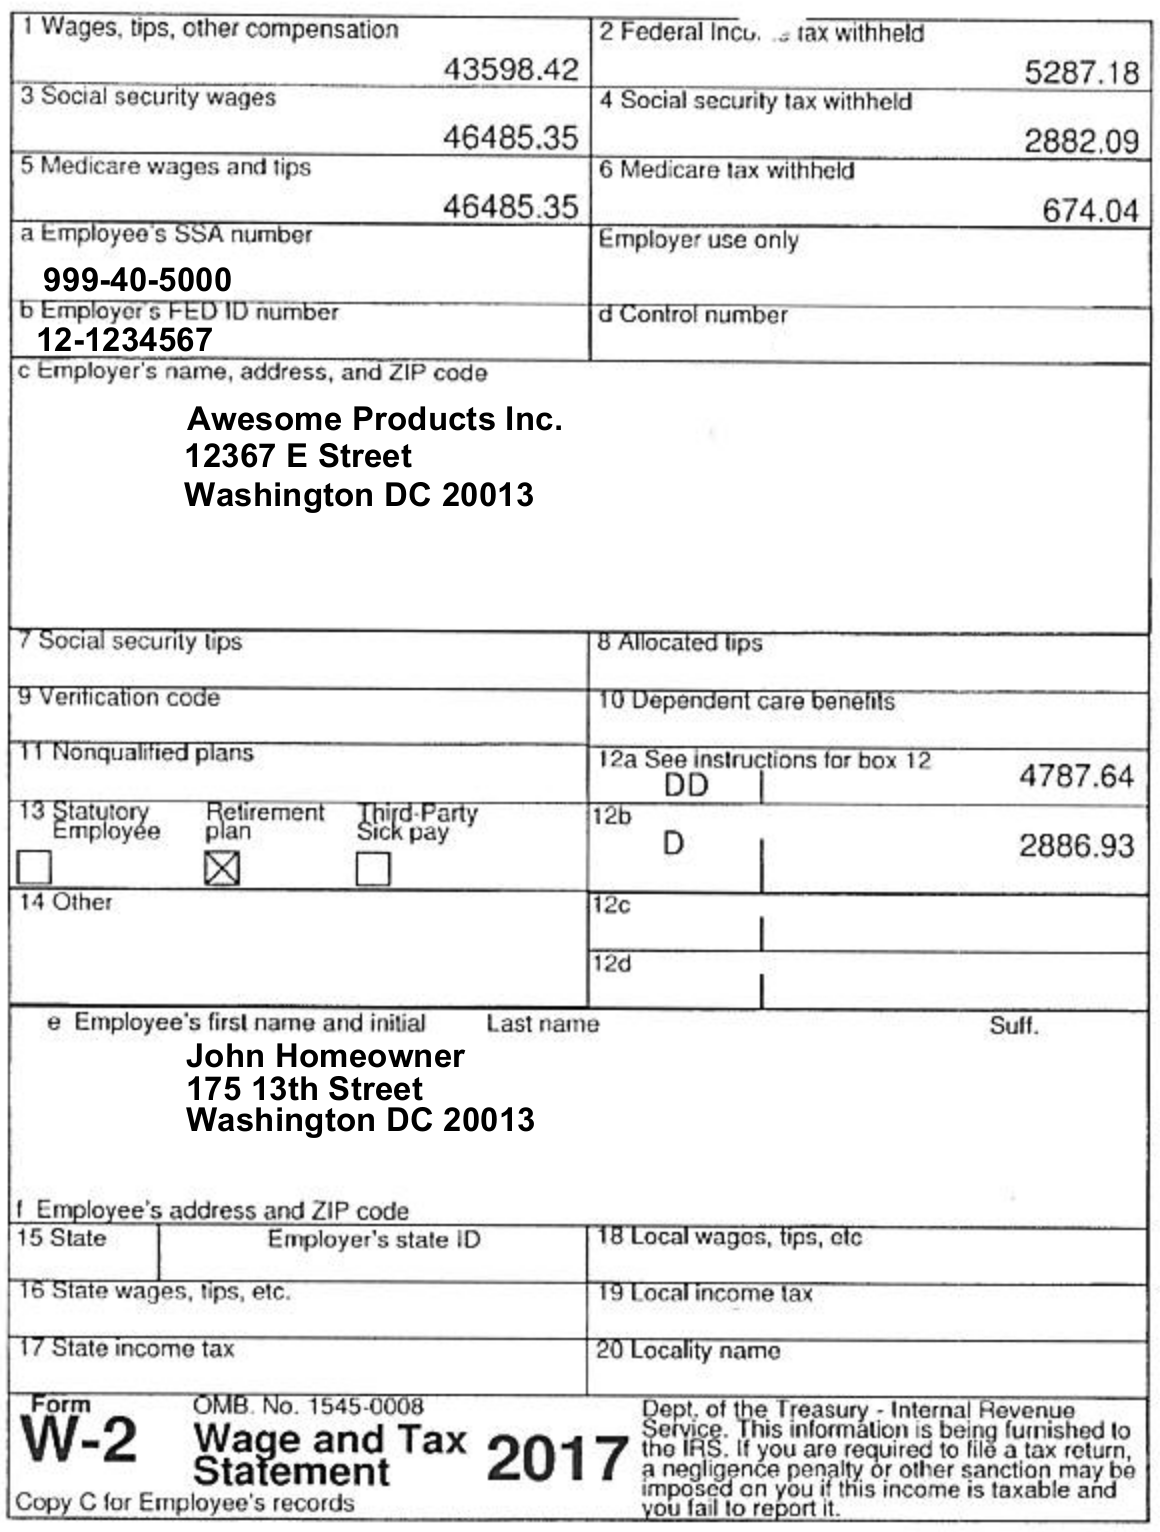 1 Wages, tips, other compensation
43598.42
2 Federal tax withheld
5287.18
3 Social security wages
46485.35
4 Social security tax withheld
2882.09
5 Medicare wages and tips
46485.35
6 Medicare tax withheld
674.04
a Employee's SSA number
999-40-5000
Employer use only
b Employer's FED ID number
12-1234567
d Control number
c Employer's name, address, and ZIP code
Awesome Products Inc.
12367 E Street
Washington DC 20013
7 Social security tips
8 Allocated tips
9 Verification code
10 Dependent care benefits
11 Nonqualified plans
12a See instructions for box 12
DD 4787.64
13 Statutory Employee
Retirement plan
Third-Party Sick pay
12b
D 2886.93
14 Other
12c
12d
e Employee's first name and initial Last name Suff.
John Homeowner
175 13th Street
Washington DC 20013
f Employee's address and ZIP code
15 State Employer's state ID
18 Local wages, tips, etc
16 State wages, tips, etc.
19 Local income tax
17 State income tax
20 Locality name
Form
W-2
OMB. No. 1545-0008
Wage and Tax
Statement
2017
Copy C for Employee's records
Dept. of the Treasury - Internal Revenue
Service. This information is being furnished to
the IRS. If you are required to file a tax return,
a negligence penalty or other sanction may be
imposed on you if this income is taxable and
you fail to report it.